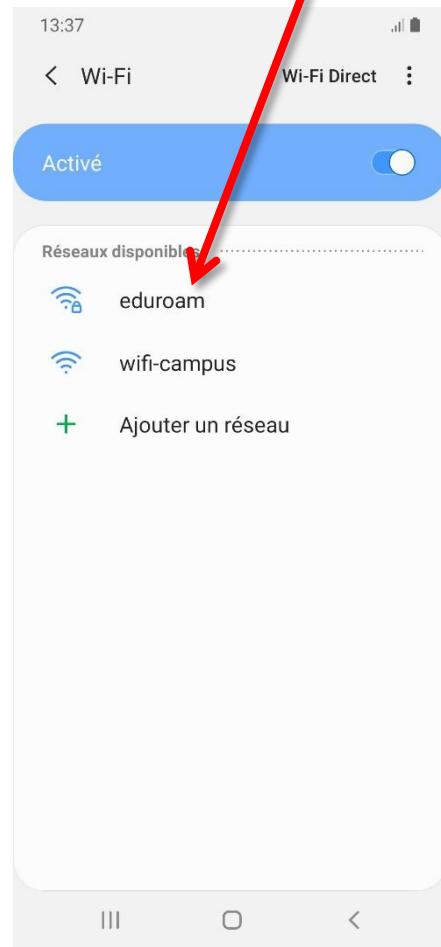 13:37
Wi-Fi Wi-Fi Direct
Activé
Réseaux disponibles
eduroam
wifi-campus
Ajouter un réseau